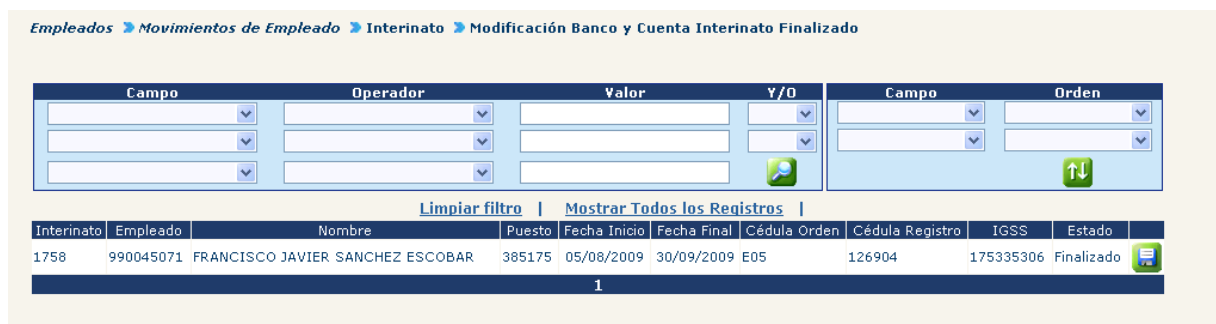 Empleados Movimientos de Empleado Interinato Modificación Banco y Cuenta Interinato Finalizado
Campo Operador Valor Y/O Campo Orden
Limpiar filtro | Mostrar Todos los Registros |
Interinato Empleado Nombre Puesto Fecha Inicio Fecha Final Cédula Orden Cédula Registro IGSS Estado
1758 990045071 FRANCISCO JAVIER SANCHEZ ESCOBAR 385175 05/08/2009 30/09/2009 E05 126904 175335306 Finalizado
1